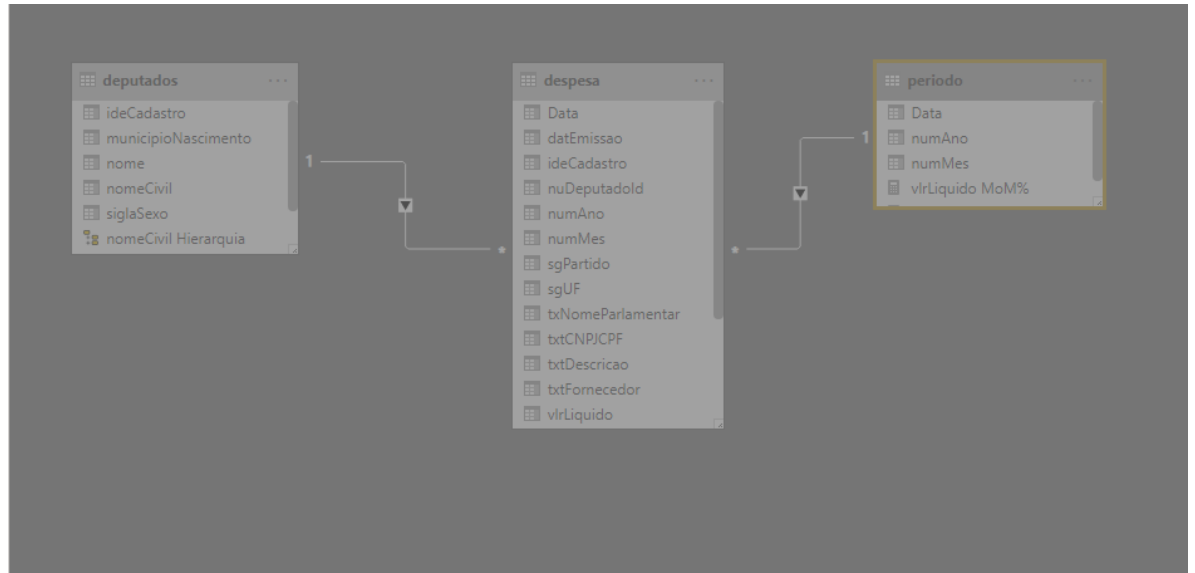 deputados
ideCadastro
municipioNascimento
nome
nomeCivil
siglaSexo
nomeCivil Hierarquia
1
*
despesa
Data
datEmissao
ideCadastro
nuDeputadoId
numAno
numMes
sgPartido
sgUF
txNomeParlamentar
txtCNPJCPF
txtDescricao
txtFornecedor
vlrLiquido
*
1
periodo
Data
numAno
numMes
vlrLiquido MoM%